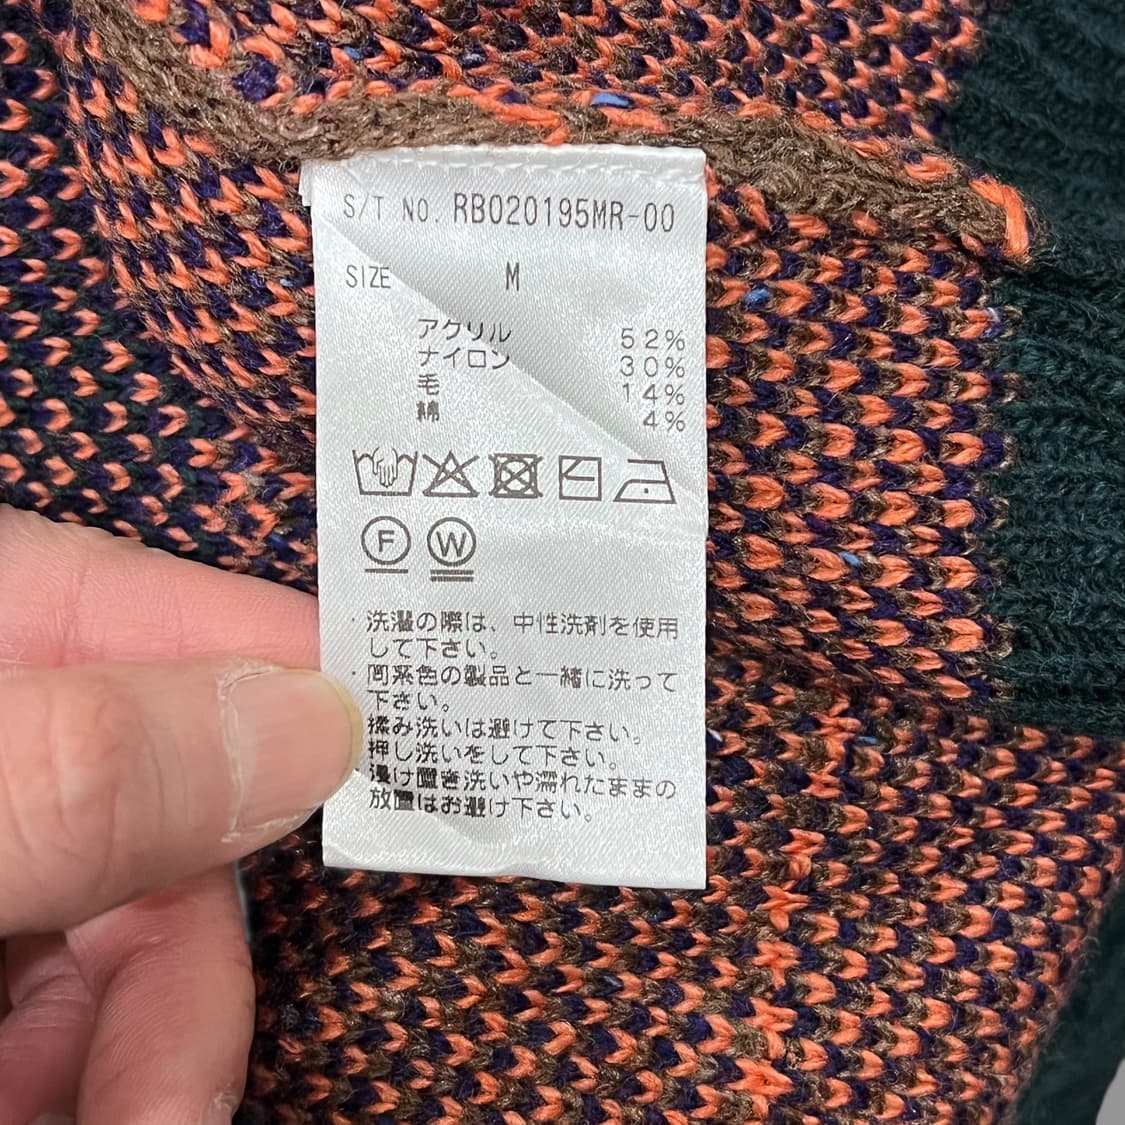 S/T NO. RB020195MR-00
SIZE M
アクリル 52%
ナイロン 30%
毛 14%
綿 4%
F W
・洗濯の際は、中性洗剤を使用
して下さい。
・同系色の製品と一緒に洗って
下さい。
揉み洗いは避けて下さい。
押し洗いをして下さい。
浸け置き洗いや濡れたままの
放置はお避け下さい。